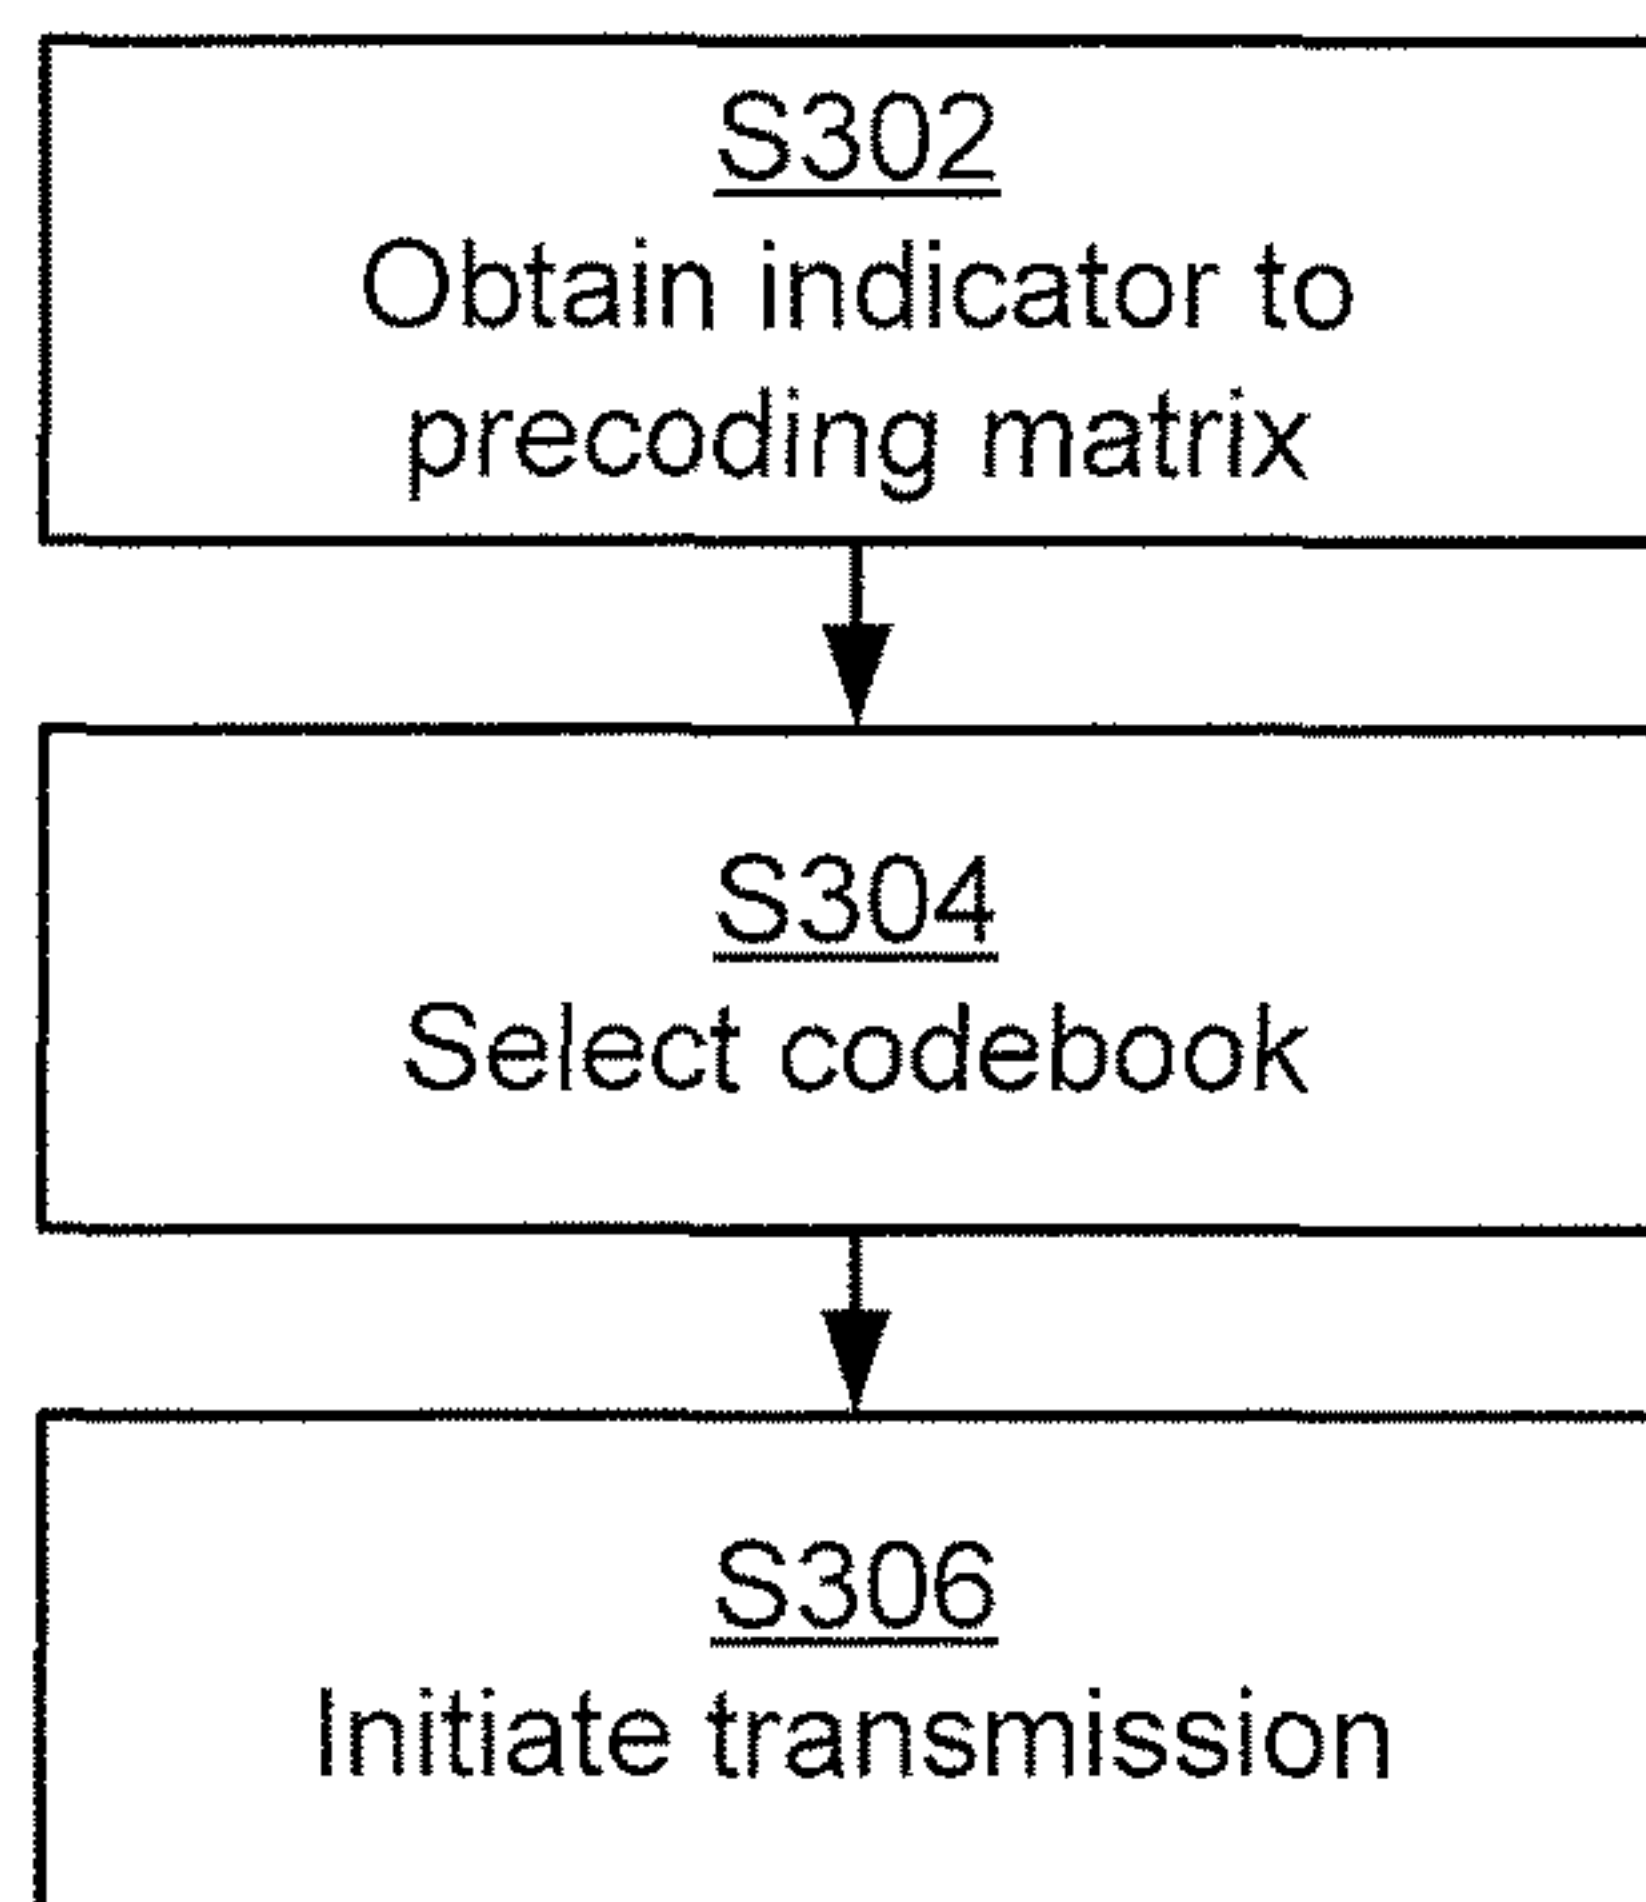 S302
Obtain indicator to
precoding matrix
S304
Select codebook
S306
Initiate transmission